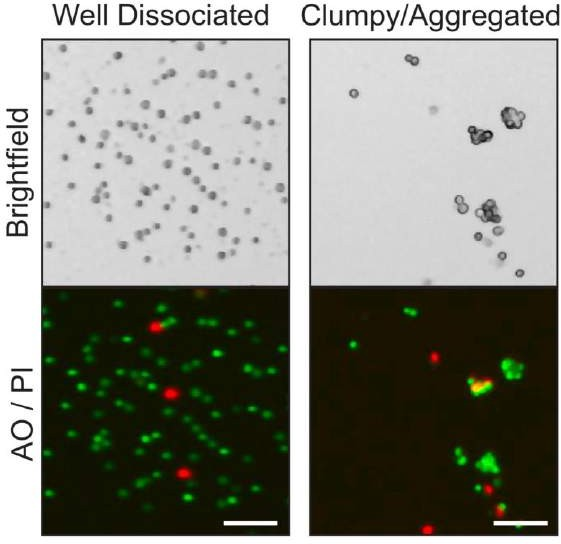 Well Dissociated
Clumpy/Aggregated
Brightfield
AO / PI